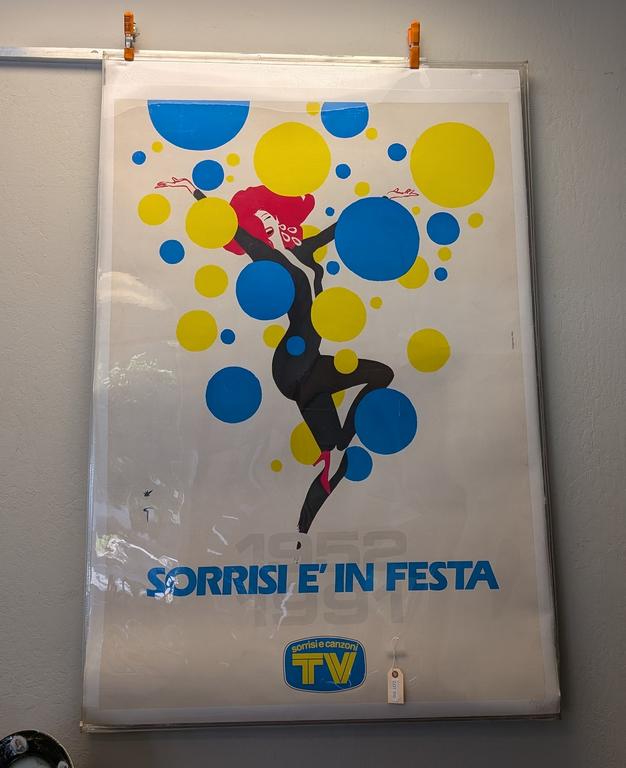 1952
SORRISI E' IN FESTA
1991
sorrisi e canzoni
TV